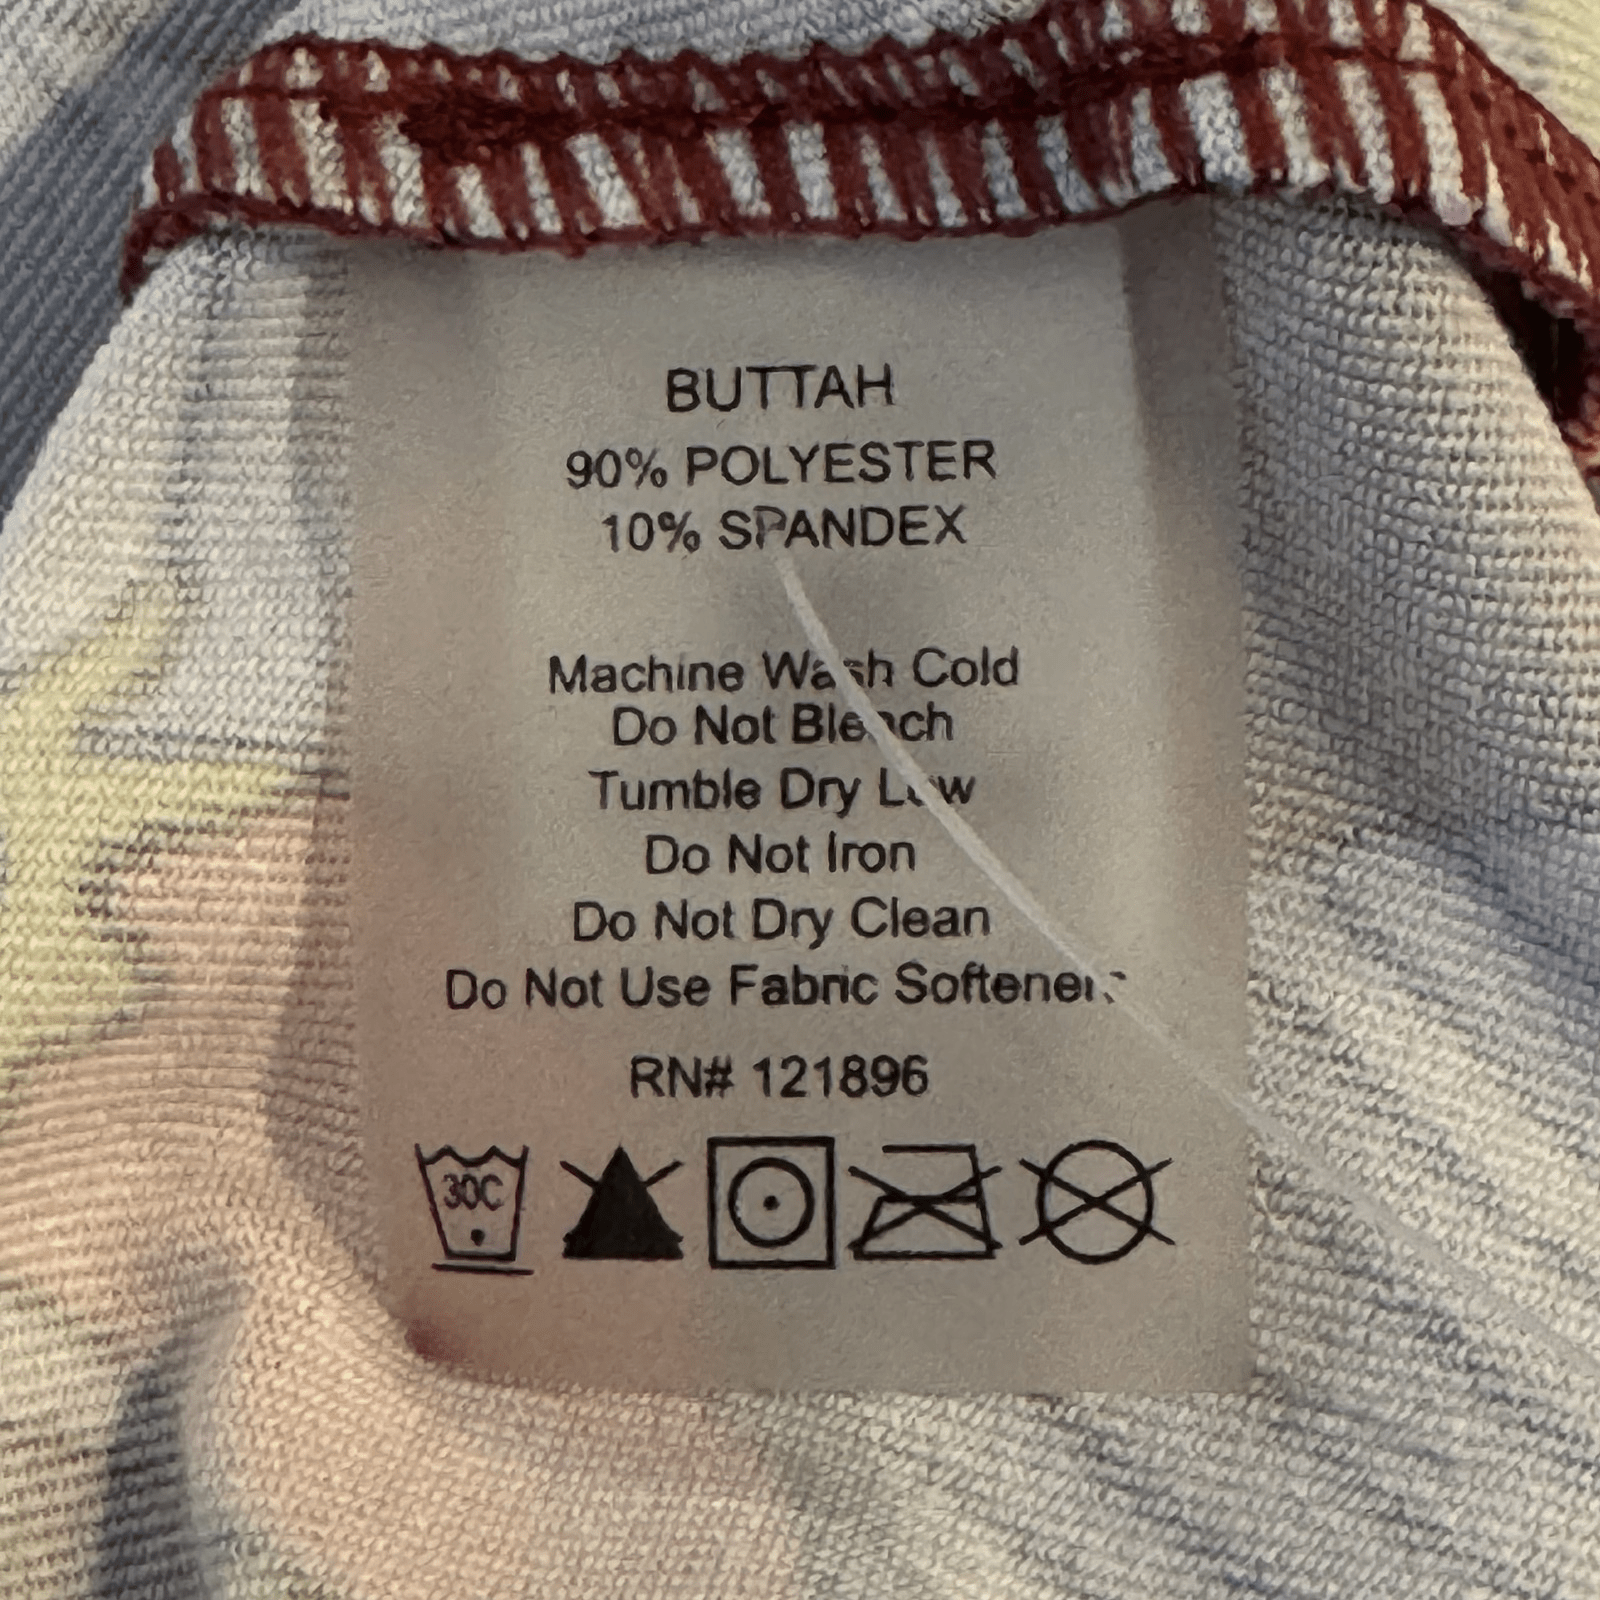 BUTTAH
90% POLYESTER
10% SPANDEX
Machine Wash Cold
Do Not Bleach
Tumble Dry Low
Do Not Iron
Do Not Dry Clean
Do Not Use Fabric Softeners
RN# 121896
30C